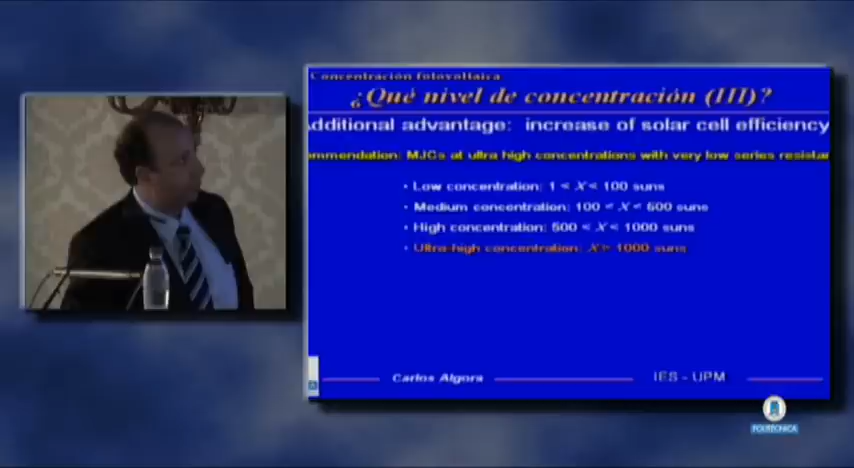 Concentración fotovoltaica
¿Qué nivel de concentración (III)?
Additional advantage: increase of solar cell efficiency
mmendation: MJCs at ultra high concentrations with very low series resistan
• Low concentration: 1 < X < 100 suns
• Medium concentration: 100 < X < 500 suns
• High concentration: 500 < X < 1000 suns
• Ultra-high concentration: X > 1000 suns
Carlos Algora
IES - UPM
POLITÉCNICA